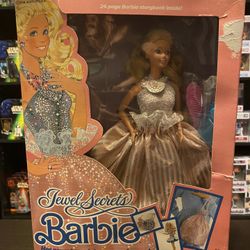 24 page Barbie storybook inside!
Jewel Secrets
Barbie